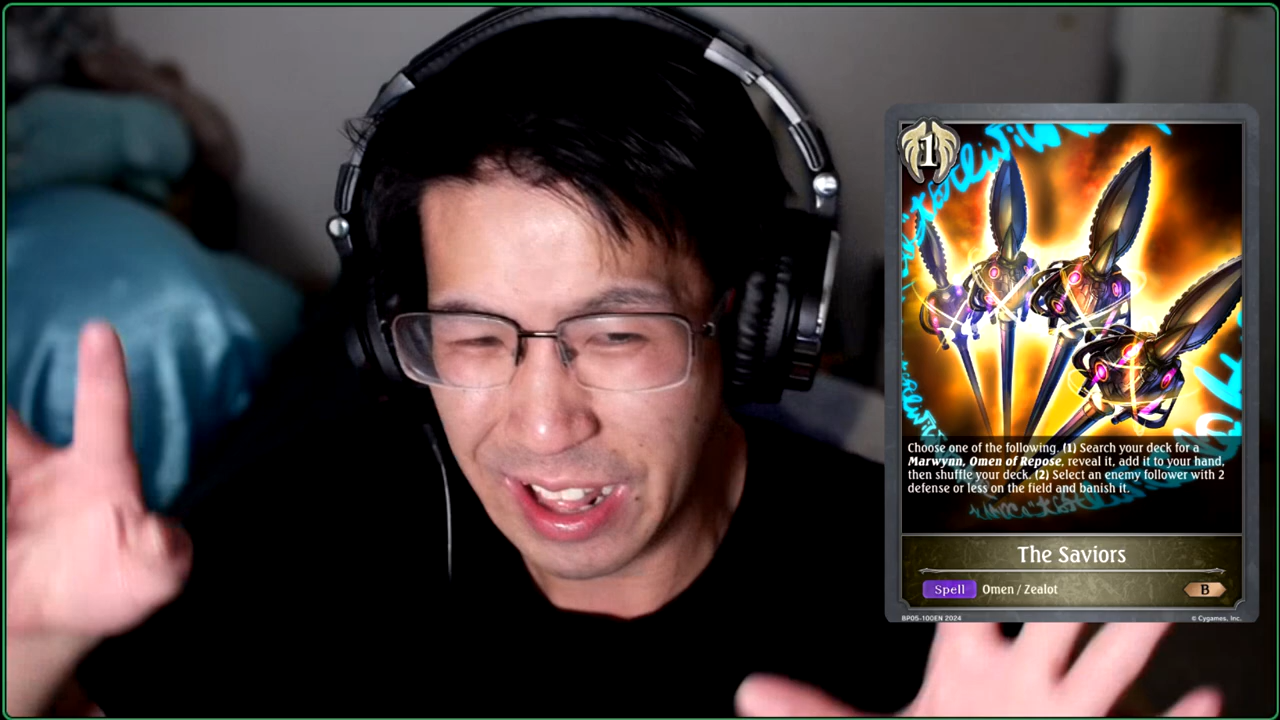 1
Choose one of the following. (1) Search your deck for a
Marwynn, Omen of Repose, reveal it, add it to your hand,
then shuffle your deck. (2) Select an enemy follower with 2
defense or less on the field and banish it.
The Saviors
Spell Omen / Zealot B
BP05-100EN 2024 © Cygames, Inc.